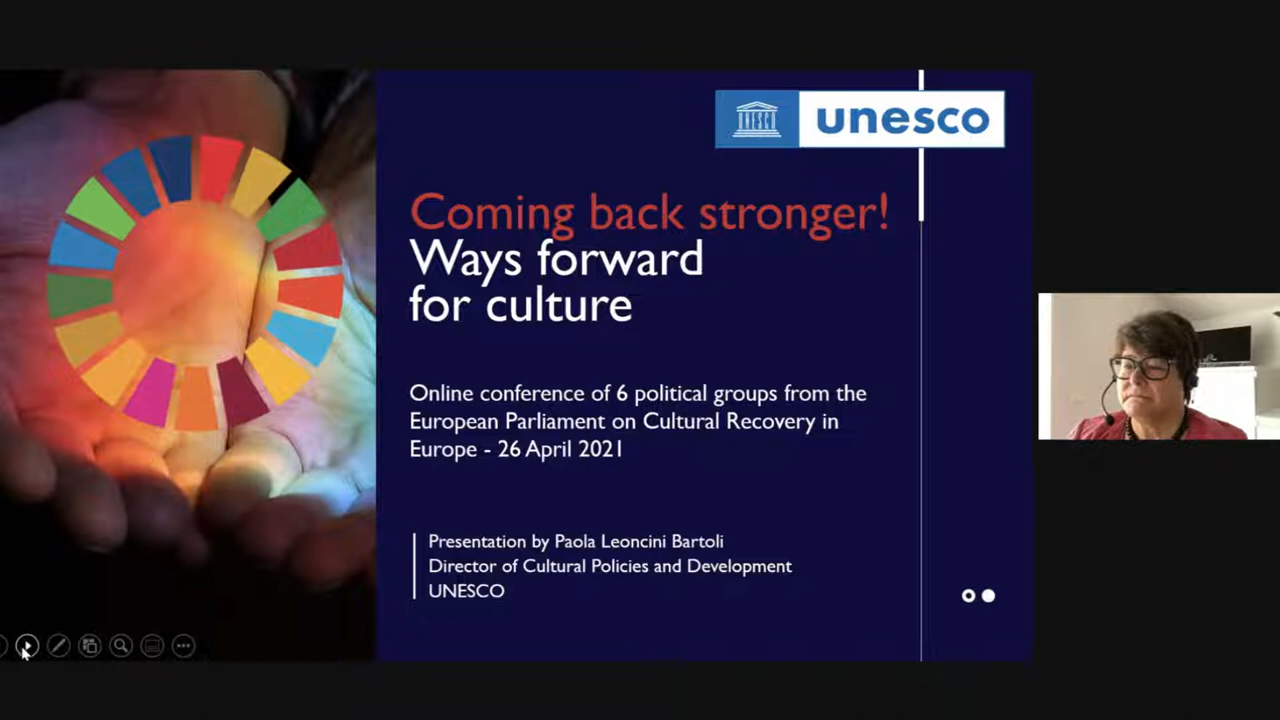 UNESCO
unesco
Coming back stronger!
Ways forward
for culture
Online conference of 6 political groups from the
European Parliament on Cultural Recovery in
Europe - 26 April 2021
Presentation by Paola Leoncini Bartoli
Director of Cultural Policies and Development
UNESCO